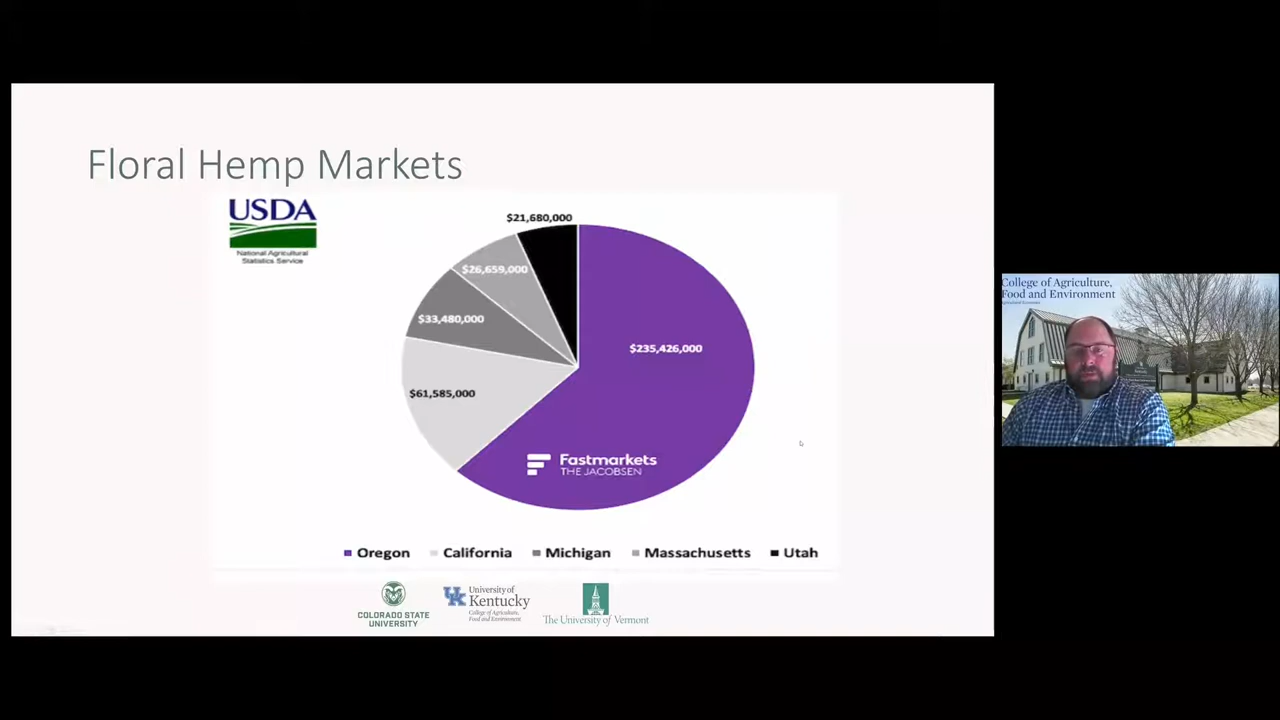 Floral Hemp Markets
USDA
National Agricultural
Statistics Service
$21,680,000
$26,659,000
$33,480,000
$235,426,000
$61,585,000
Fastmarkets
THE JACOBSEN
Oregon California Michigan Massachusetts Utah
COLORADO STATE
UNIVERSITY
UK
University of
Kentucky
College of Agriculture,
Food and Environment
The University of Vermont
College of Agriculture,
Food and Environment